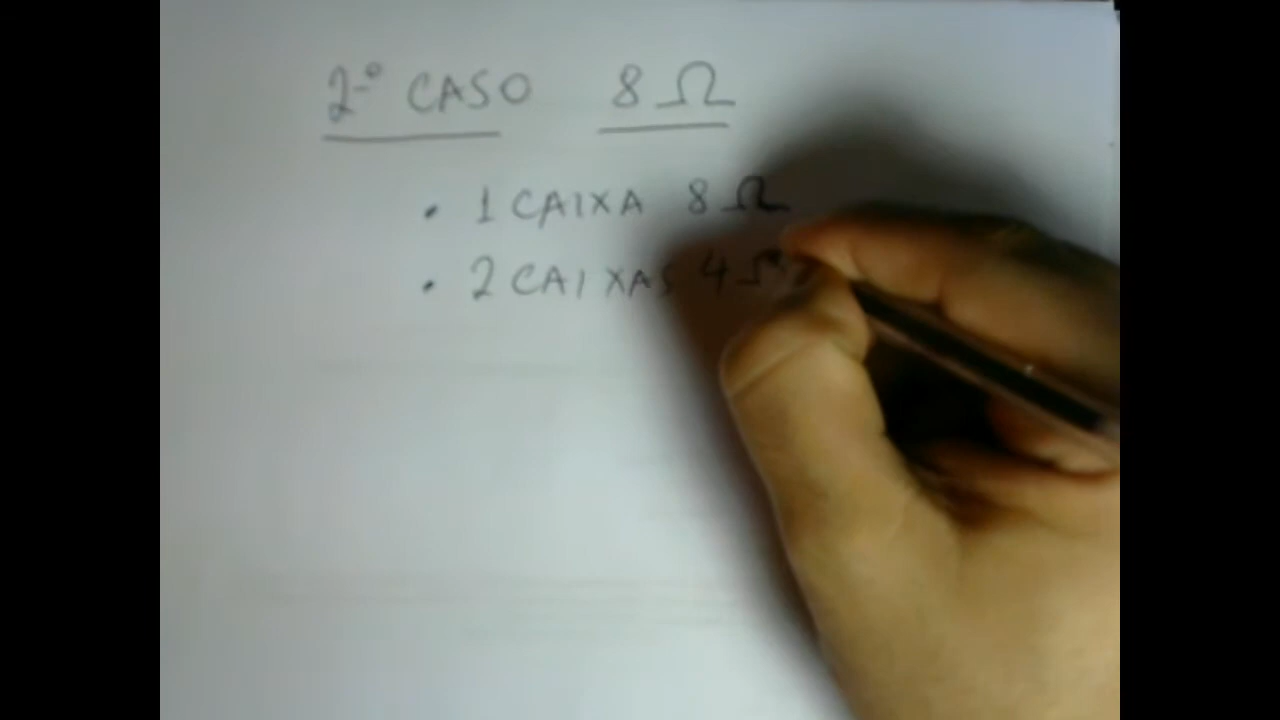 2º CASO 8 Ω
• 1 CAIXA 8 Ω
• 2 CAIXAS 4 Ω